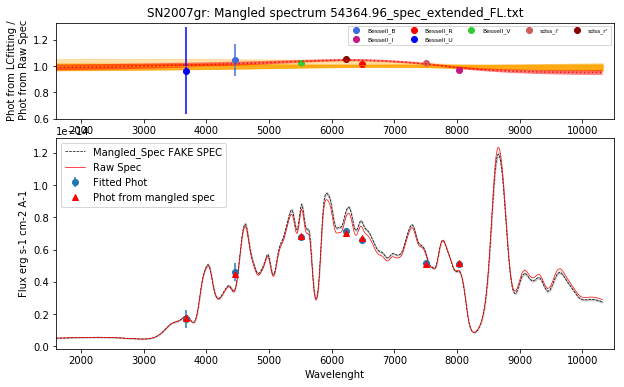 SN2007gr: Mangled spectrum 54364.96_spec_extended_FL.txt
Phot from LCfitting /
Phot from Raw Spec
1.2
1.0
0.8
0.6
Bessell_B
Bessell_I
Bessell_R
Bessell_U
Bessell_V
sdss_i'
sdss_r'
2000 3000 4000 5000 6000 7000 8000 9000 10000
1e-14
Flux erg s-1 cm-2 A-1
1.2
1.0
0.8
0.6
0.4
0.2
0.0
Mangled_Spec FAKE SPEC
Raw Spec
Fitted Phot
Phot from mangled spec
2000 3000 4000 5000 6000 7000 8000 9000 10000
Wavelenght